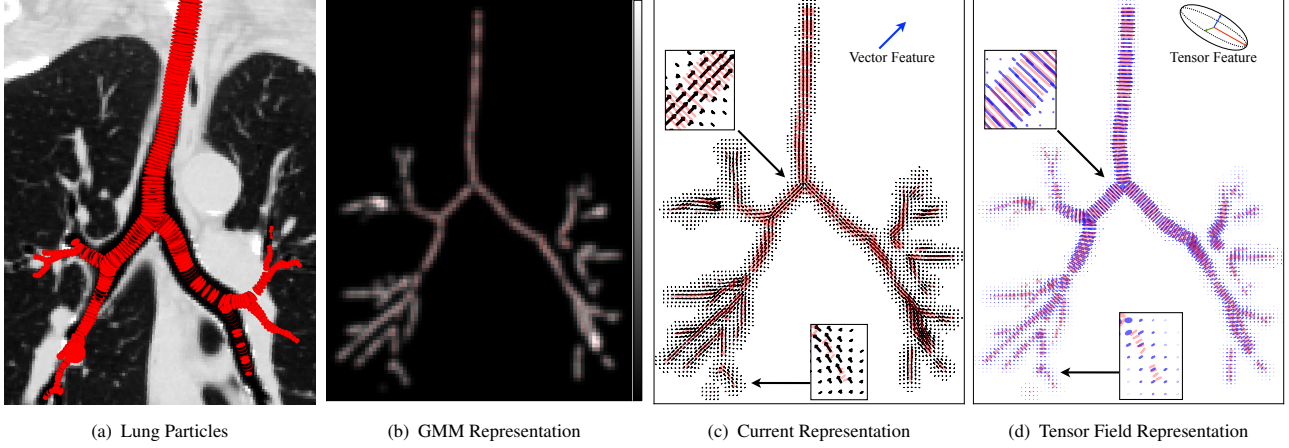 Vector Feature
Tensor Feature
(a) Lung Particles
(b) GMM Representation
(c) Current Representation
(d) Tensor Field Representation